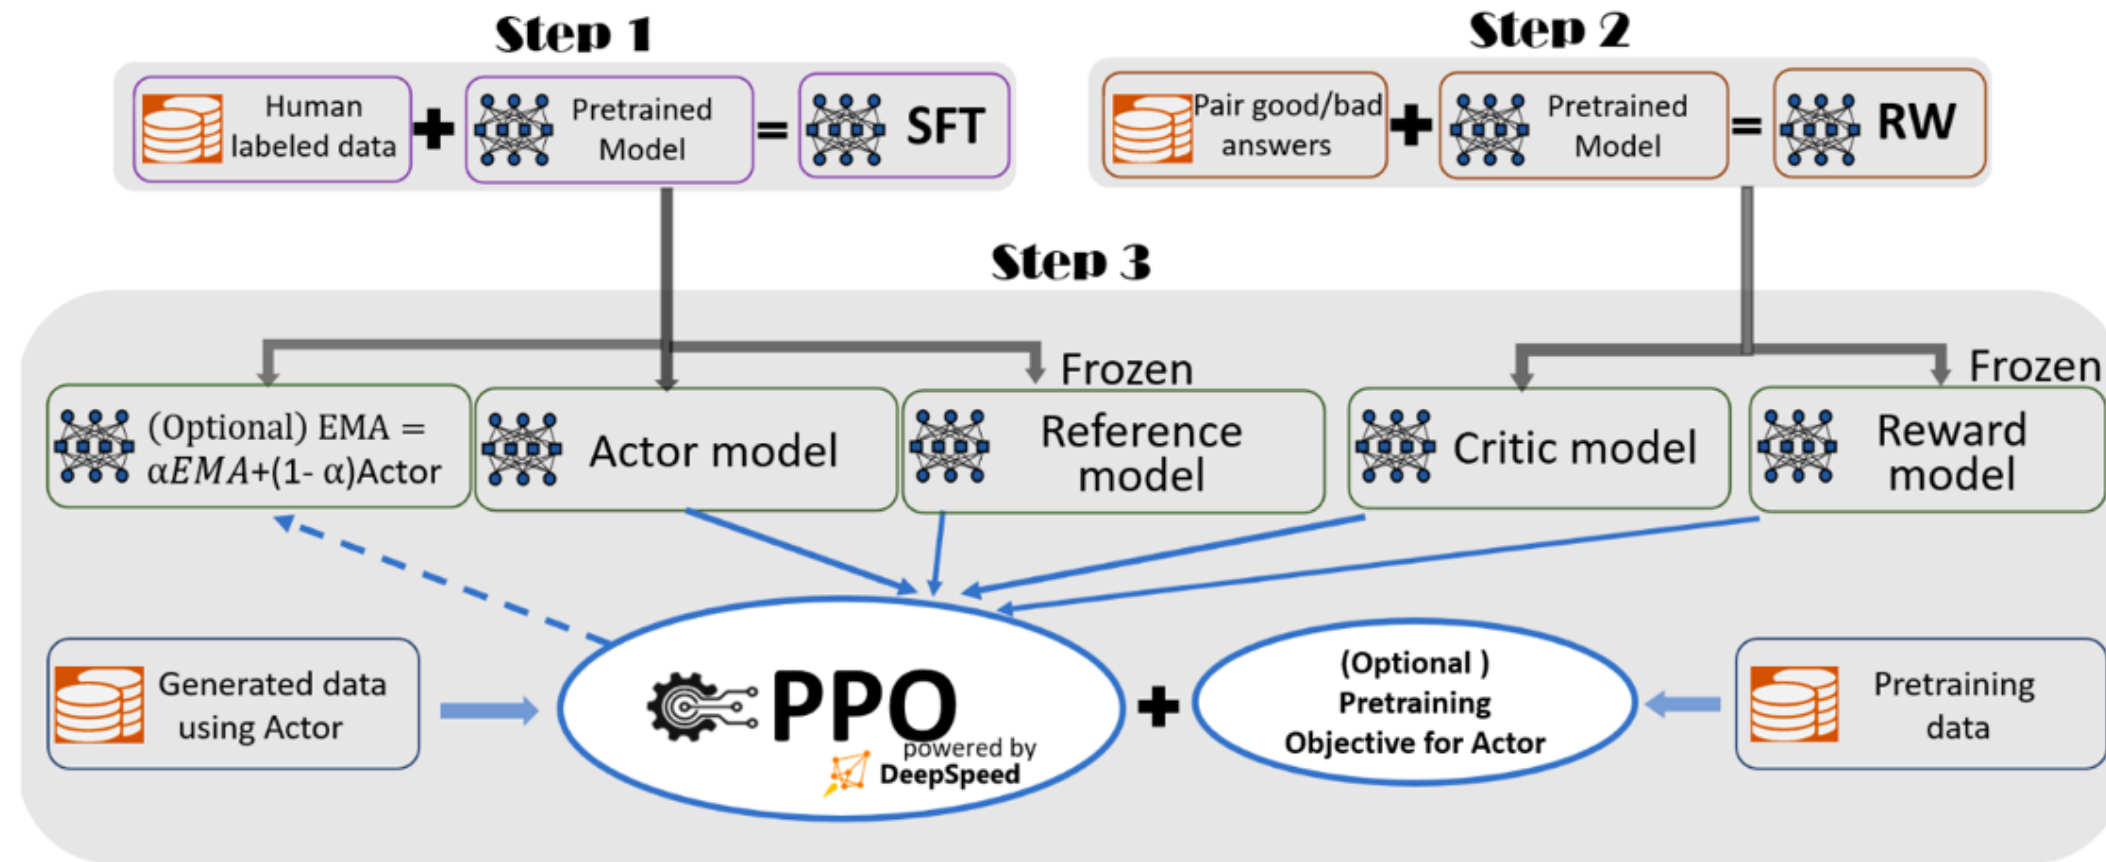 Step 1
Human
labeled data
+
Pretrained
Model
=
SFT
Step 2
Pair good/bad
answers
+
Pretrained
Model
=
RW
Step 3
(Optional) EMA =
αEMA+(1- α)Actor
Actor model
Frozen
Reference
model
Critic model
Frozen
Reward
model
Generated data
using Actor
PPO
powered by
DeepSpeed
+
(Optional )
Pretraining
Objective for Actor
Pretraining
data